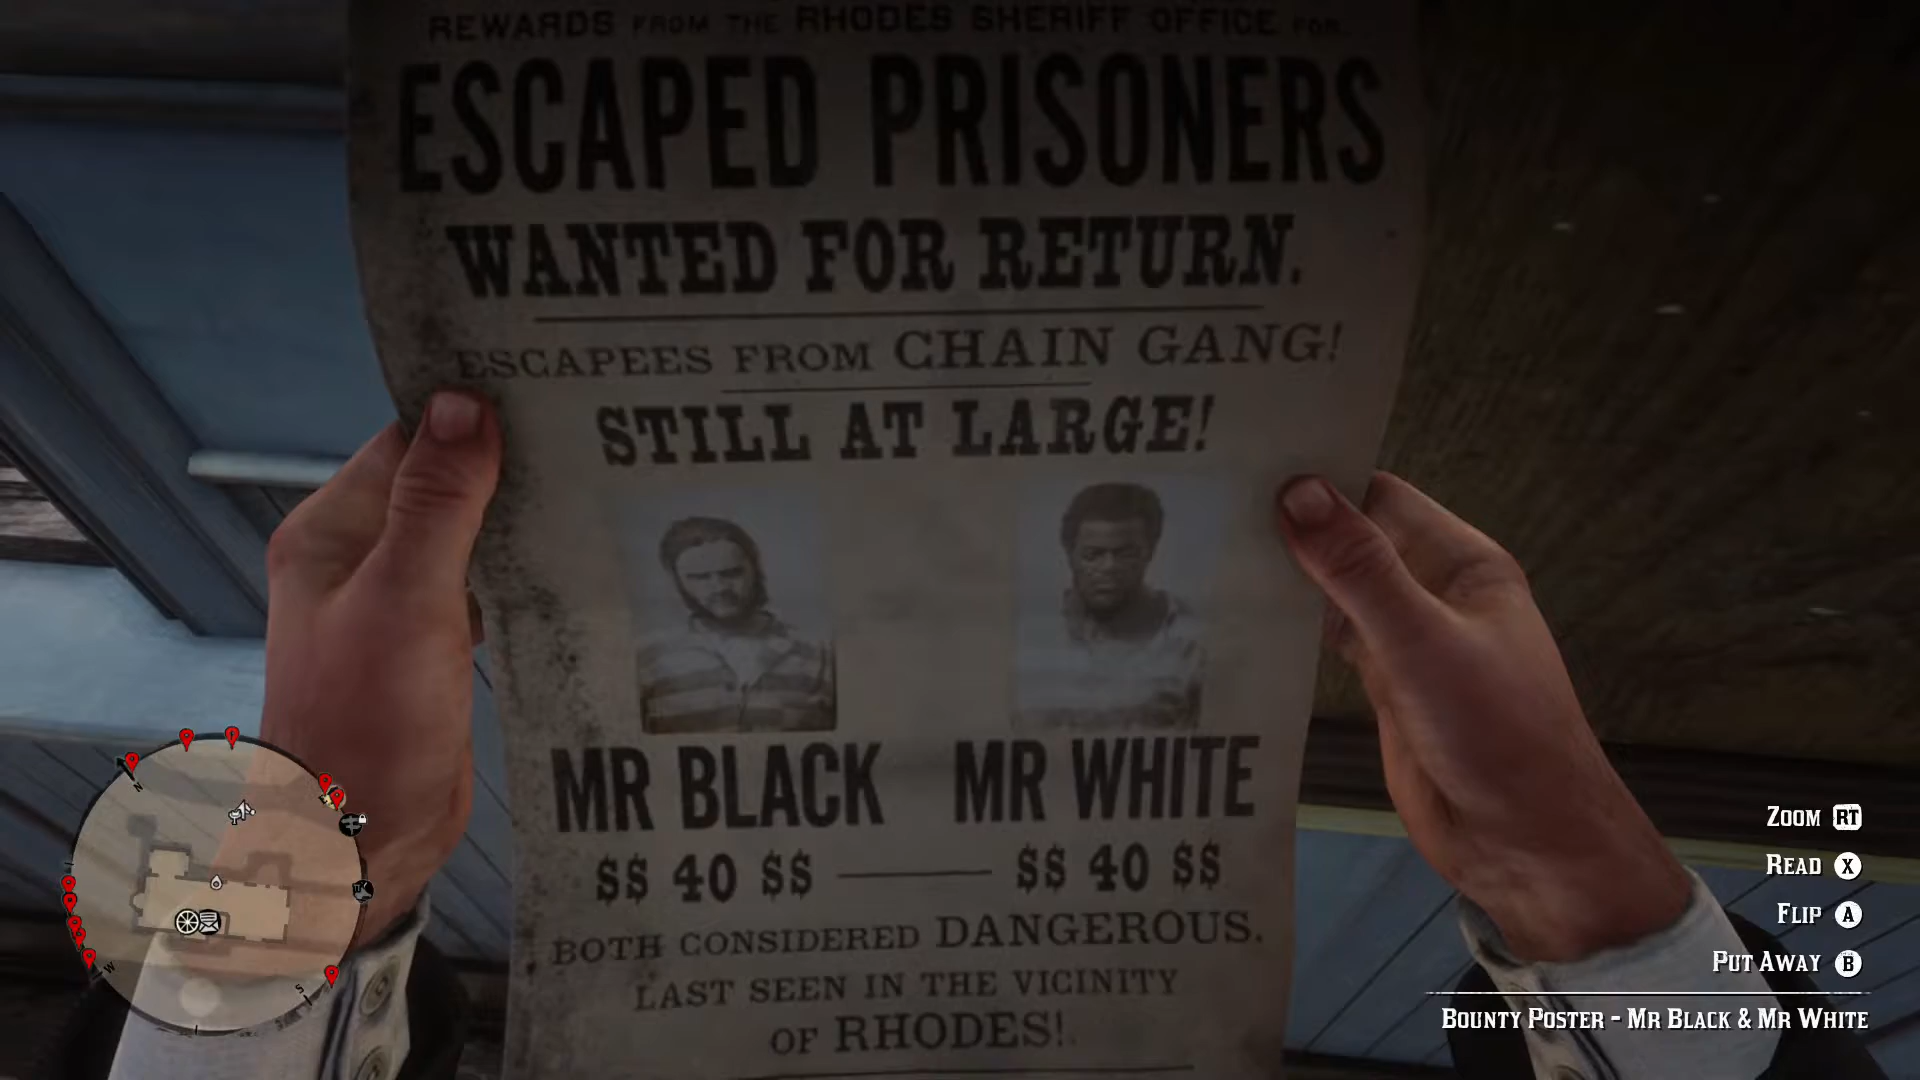 REWARDS FROM THE RHODES SHERIFF OFFICE FOR
ESCAPED PRISONERS
WANTED FOR RETURN.
ESCAPEES FROM CHAIN GANG!
STILL AT LARGE!
MR BLACK MR WHITE
$$ 40 $$ $$ 40 $$
BOTH CONSIDERED DANGEROUS.
LAST SEEN IN THE VICINITY
OF RHODES!
N
W
S
ZOOM RT
READ X
FLIP A
PUT AWAY B
BOUNTY POSTER - MR BLACK & MR WHITE